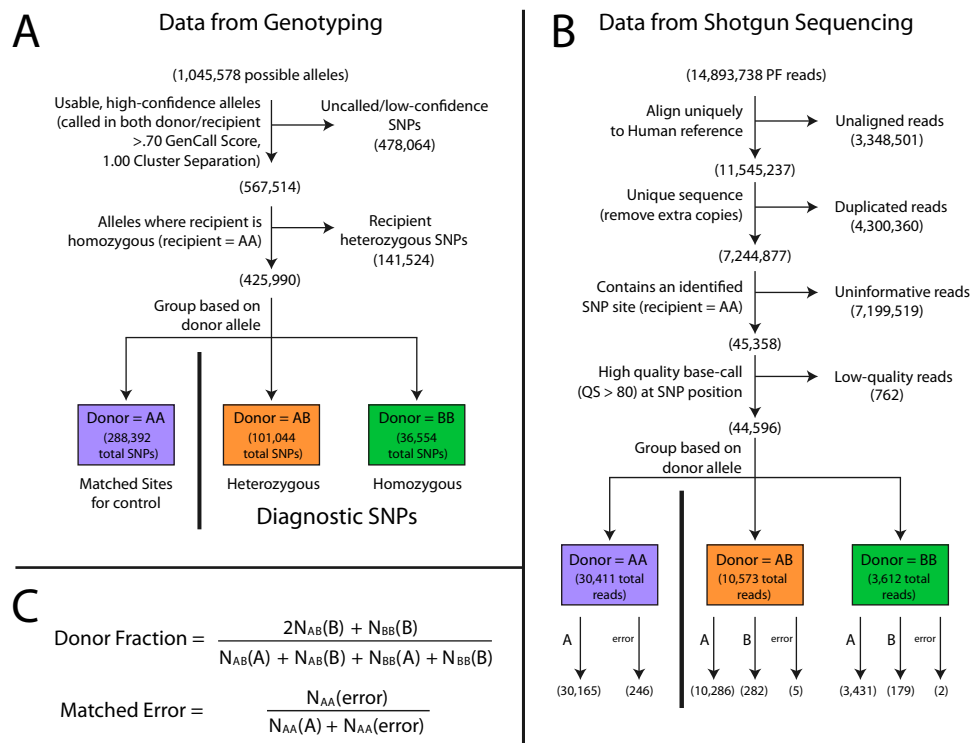 A
Data from Genotyping
(1,045,578 possible alleles)
Usable, high-confidence alleles
(called in both donor/recipient
>.70 GenCall Score,
1.00 Cluster Separation)
Uncalled/low-confidence
SNPs
(478,064)
(567,514)
Alleles where recipient is
homozygous (recipient = AA)
Recipient
heterozygous SNPs
(141,524)
(425,990)
Group based on
donor allele
Donor = AA
(288,392
total SNPs)
Donor = AB
(101,044
total SNPs)
Donor = BB
(36,554
total SNPs)
Matched Sites
for control
Heterozygous
Homozygous
Diagnostic SNPs
B
Data from Shotgun Sequencing
(14,893,738 PF reads)
Align uniquely
to Human reference
Unaligned reads
(3,348,501)
(11,545,237)
Unique sequence
(remove extra copies)
Duplicated reads
(4,300,360)
(7,244,877)
Contains an identified
SNP site (recipient = AA)
Uninformative reads
(7,199,519)
(45,358)
High quality base-call
(QS > 80) at SNP position
Low-quality reads
(762)
(44,596)
Group based on
donor allele
Donor = AA
(30,411 total
reads)
Donor = AB
(10,573 total
reads)
Donor = BB
(3,612 total
reads)
A error A B error A B error
(30,165) (246) (10,286) (282) (5) (3,431) (179) (2)
C
Donor Fraction =
2NAB(B) + NBB(B)
NAB(A) + NAB(B) + NBB(A) + NBB(B)
Matched Error =
NAA(error)
NAA(A) + NAA(error)